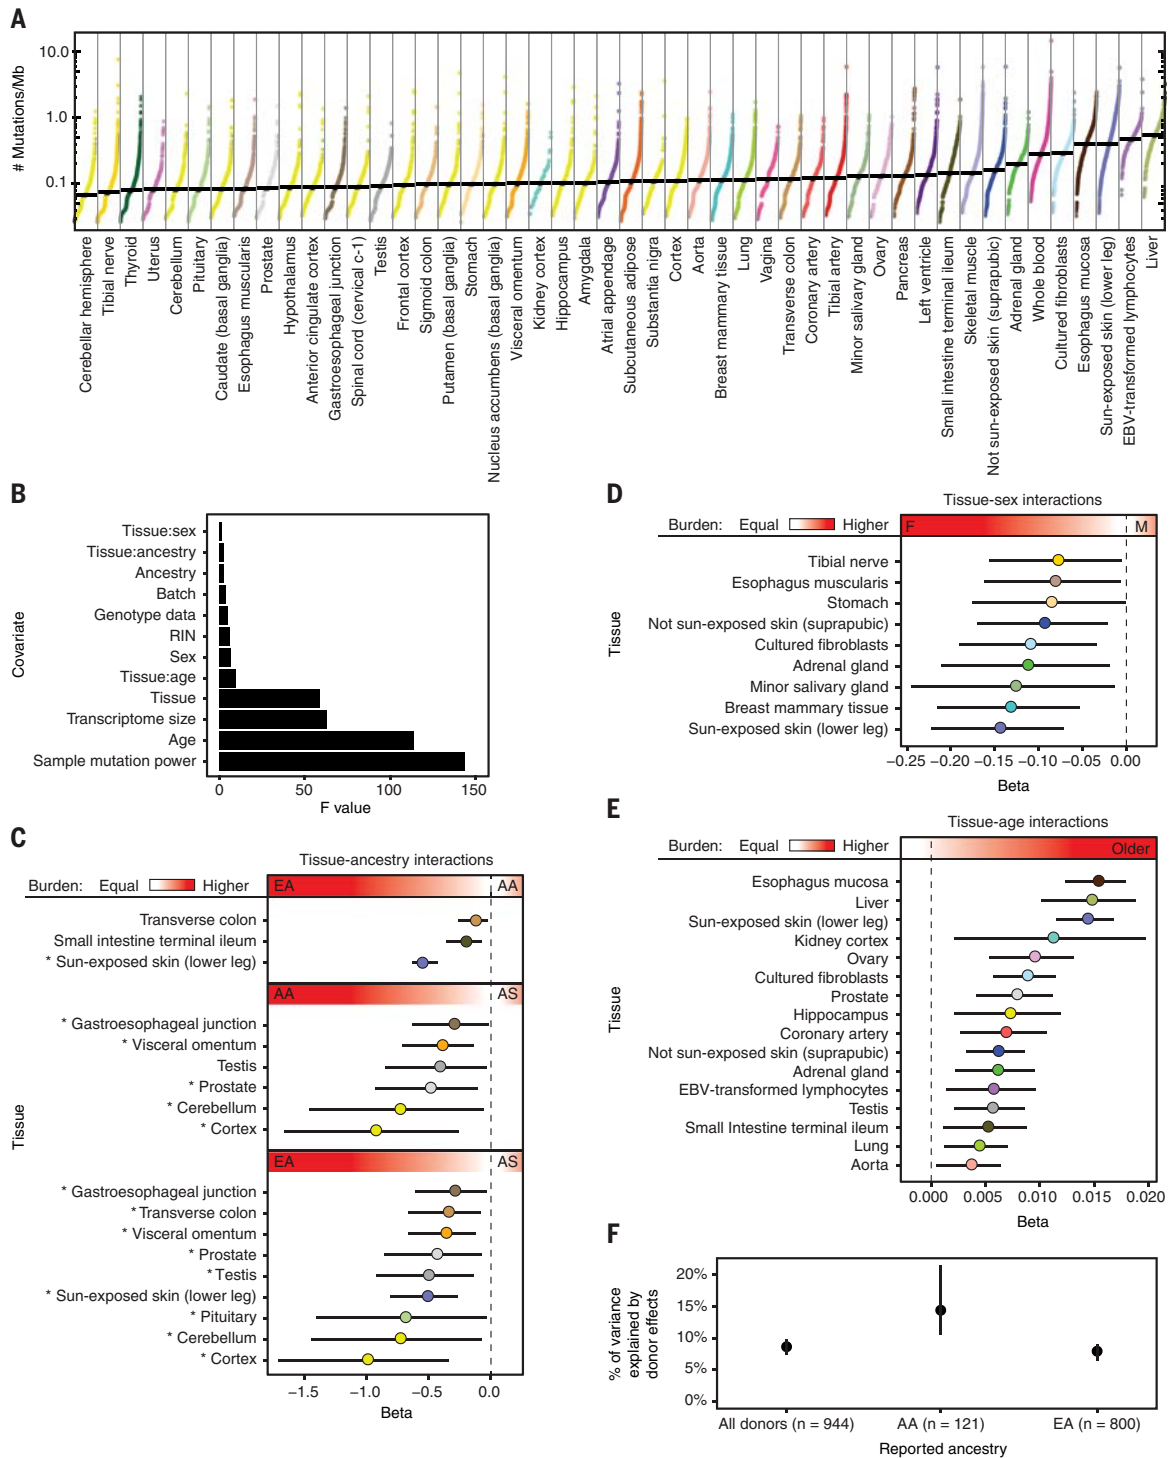 A
# Mutations/Mb
10.0
1.0
0.1
Cerebellar hemisphere
Tibial nerve
Thyroid
Uterus
Cerebellum
Pituitary
Caudate (basal ganglia)
Esophagus muscularis
Prostate
Hypothalamus
Anterior cingulate cortex
Gastroesophageal junction
Spinal cord (cervical c-1)
Testis
Frontal cortex
Sigmoid colon
Putamen (basal ganglia)
Stomach
Nucleus accumbens (basal ganglia)
Visceral omentum
Kidney cortex
Hippocampus
Amygdala
Atrial appendage
Subcutaneous adipose
Substantia nigra
Cortex
Aorta
Breast mammary tissue
Lung
Vagina
Transverse colon
Coronary artery
Tibial artery
Minor salivary gland
Ovary
Pancreas
Left ventricle
Small intestine terminal ileum
Skeletal muscle
Not sun-exposed skin (suprapubic)
Adrenal gland
Whole blood
Cultured fibroblasts
Esophagus mucosa
Sun-exposed skin (lower leg)
EBV-transformed lymphocytes
Liver
B
Covariate
Tissue:sex
Tissue:ancestry
Ancestry
Batch
Genotype data
RIN
Sex
Tissue:age
Tissue
Transcriptome size
Age
Sample mutation power
0 50 100 150
F value
C
Tissue-ancestry interactions
Burden: Equal Higher
EA AA
Transverse colon
Small intestine terminal ileum
* Sun-exposed skin (lower leg)
AA AS
* Gastroesophageal junction
* Visceral omentum
Testis
* Prostate
* Cerebellum
* Cortex
Tissue
EA AS
* Gastroesophageal junction
* Transverse colon
* Visceral omentum
* Prostate
* Testis
* Sun-exposed skin (lower leg)
* Pituitary
* Cerebellum
* Cortex
−1.5 −1.0 −0.5 0.0
Beta
D
Tissue-sex interactions
Burden: Equal Higher
F M
Tissue
Tibial nerve
Esophagus muscularis
Stomach
Not sun-exposed skin (suprapubic)
Cultured fibroblasts
Adrenal gland
Minor salivary gland
Breast mammary tissue
Sun-exposed skin (lower leg)
−0.25 −0.20 −0.15 −0.10 −0.05 0.00
Beta
E
Tissue-age interactions
Burden: Equal Higher
Older
Tissue
Esophagus mucosa
Liver
Sun-exposed skin (lower leg)
Kidney cortex
Ovary
Cultured fibroblasts
Prostate
Hippocampus
Coronary artery
Not sun-exposed skin (suprapubic)
Adrenal gland
EBV-transformed lymphocytes
Testis
Small Intestine terminal ileum
Lung
Aorta
0.000 0.005 0.010 0.015 0.020
Beta
F
% of variance
explained by
donor effects
20%
15%
10%
5%
0%
All donors (n = 944) AA (n = 121) EA (n = 800)
Reported ancestry